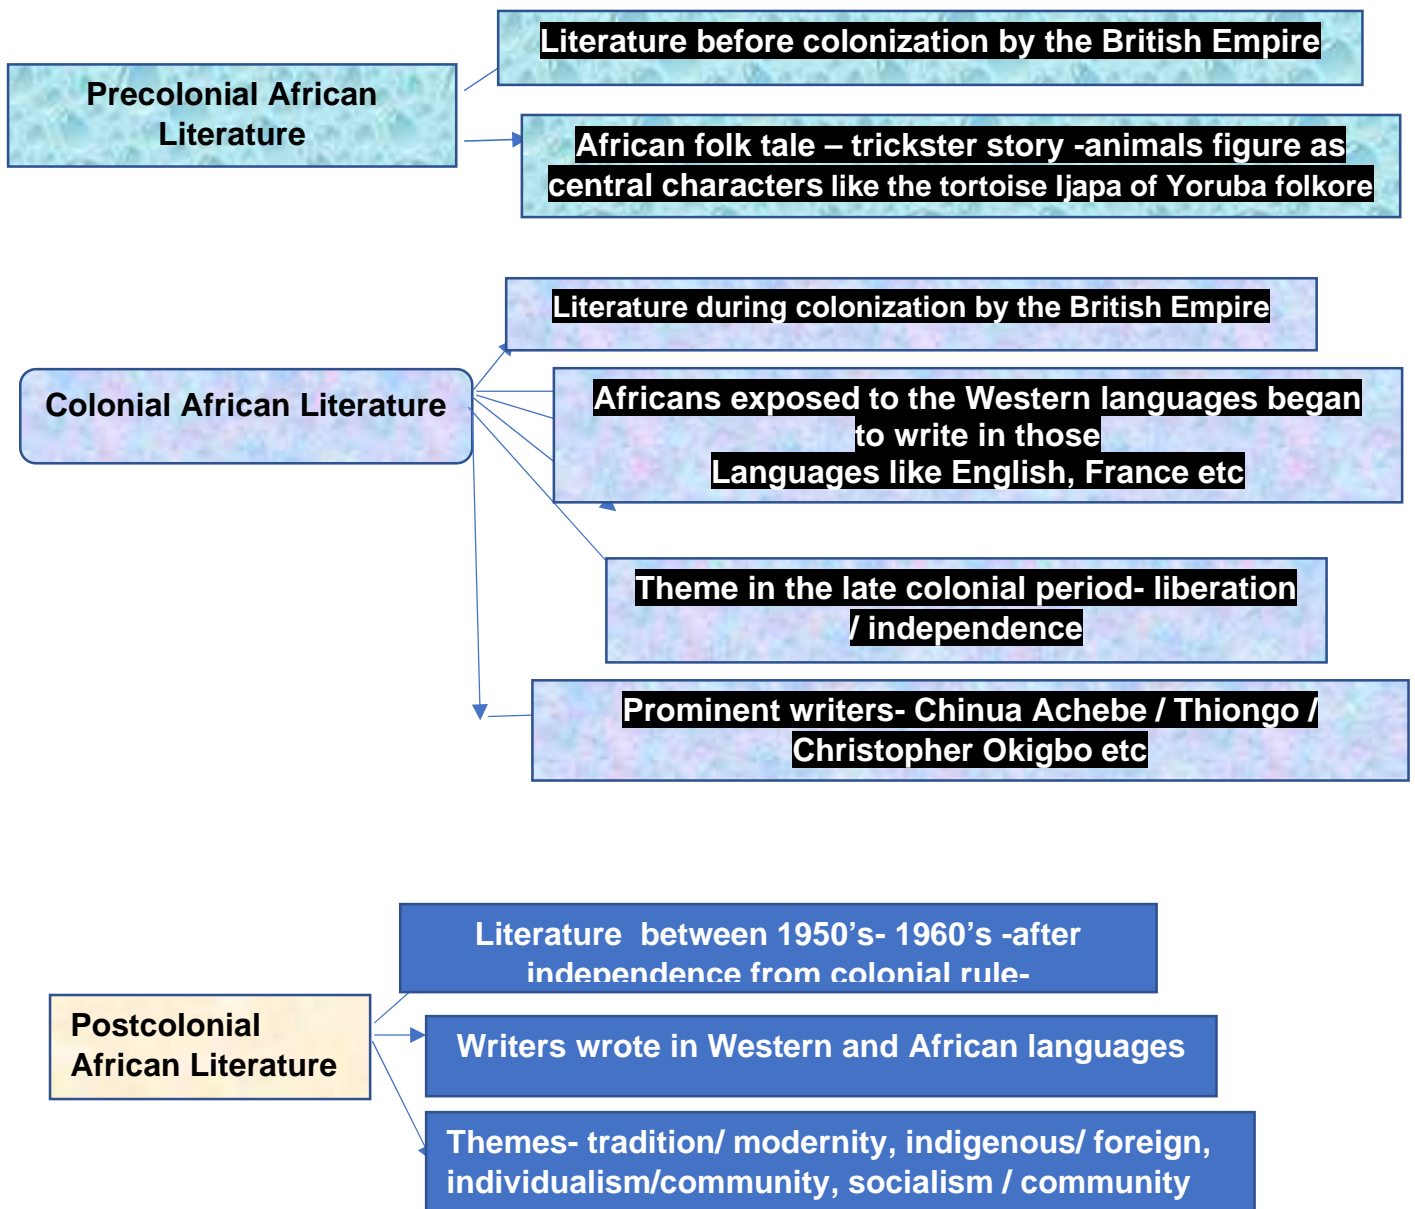 Precolonial African
Literature
Literature before colonization by the British Empire
African folk tale – trickster story -animals figure as
central characters like the tortoise Ijapa of Yoruba folkore
Colonial African Literature
Literature during colonization by the British Empire
Africans exposed to the Western languages began
to write in those
Languages like English, France etc
Theme in the late colonial period- liberation
/ independence
Prominent writers- Chinua Achebe / Thiongo /
Christopher Okigbo etc
Postcolonial
African Literature
Literature between 1950's- 1960's -after
independence from colonial rule-
Writers wrote in Western and African languages
Themes- tradition/ modernity, indigenous/ foreign,
individualism/community, socialism / community